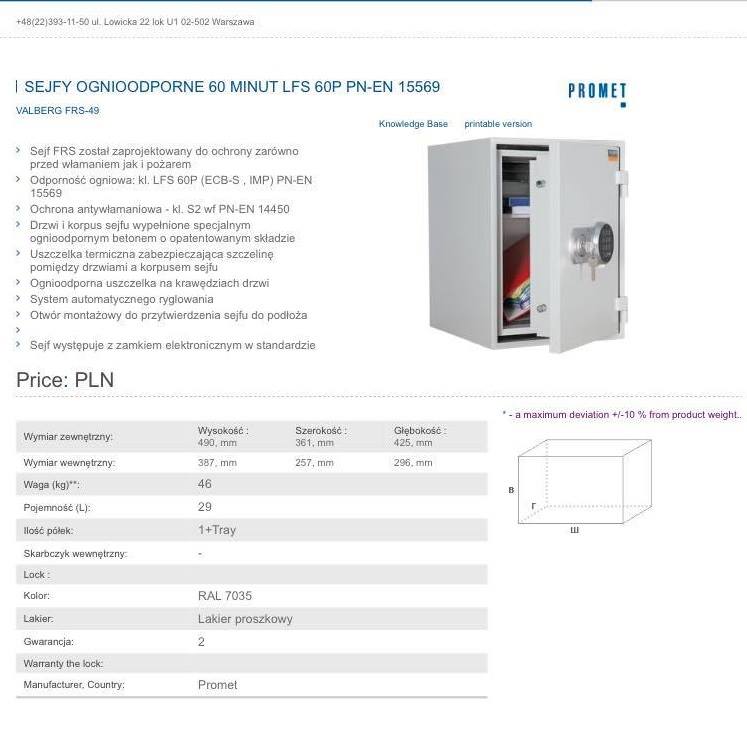 +48(22)393-11-50 ul. Lowicka 22 lok U1 02-502 Warszawa
| SEJFY OGNIOODPORNE 60 MINUT LFS 60P PN-EN 15569
PROMET
VALBERG FRS-49
Knowledge Base printable version
Sejf FRS został zaprojektowany do ochrony zarówno
przed włamaniem jak i pożarem
Odporność ogniowa: kl. LFS 60P (ECB-S , IMP) PN-EN
15569
Ochrona antywłamaniowa - kl. S2 wf PN-EN 14450
Drzwi i korpus sejfu wypełnione specjalnym
ognioodpornym betonem o opatentowanym składzie
Uszczelka termiczna zabezpieczająca szczelinę
pomiędzy drzwiami a korpusem sejfu
Ognioodporna uszczelka na krawędziach drzwi
System automatycznego ryglowania
Otwór montażowy do przytwierdzenia sejfu do podłoża
Sejf występuje z zamkiem elektronicznym w standardzie
Price: PLN
* - a maximum deviation +/-10 % from product weight..
Wymiar zewnętrzny: Wysokość : Szerokość : Głębokość :
490, mm 361, mm 425, mm
Wymiar wewnętrzny: 387, mm 257, mm 296, mm
Waga (kg)**: 46
Pojemność (L): 29
Ilość półek: 1+Tray
Skarbczyk wewnętrzny: -
Lock :
Kolor: RAL 7035
Lakier: Lakier proszkowy
Gwarancja: 2
Warranty the lock:
Manufacturer, Country: Promet
В
Г
Ш